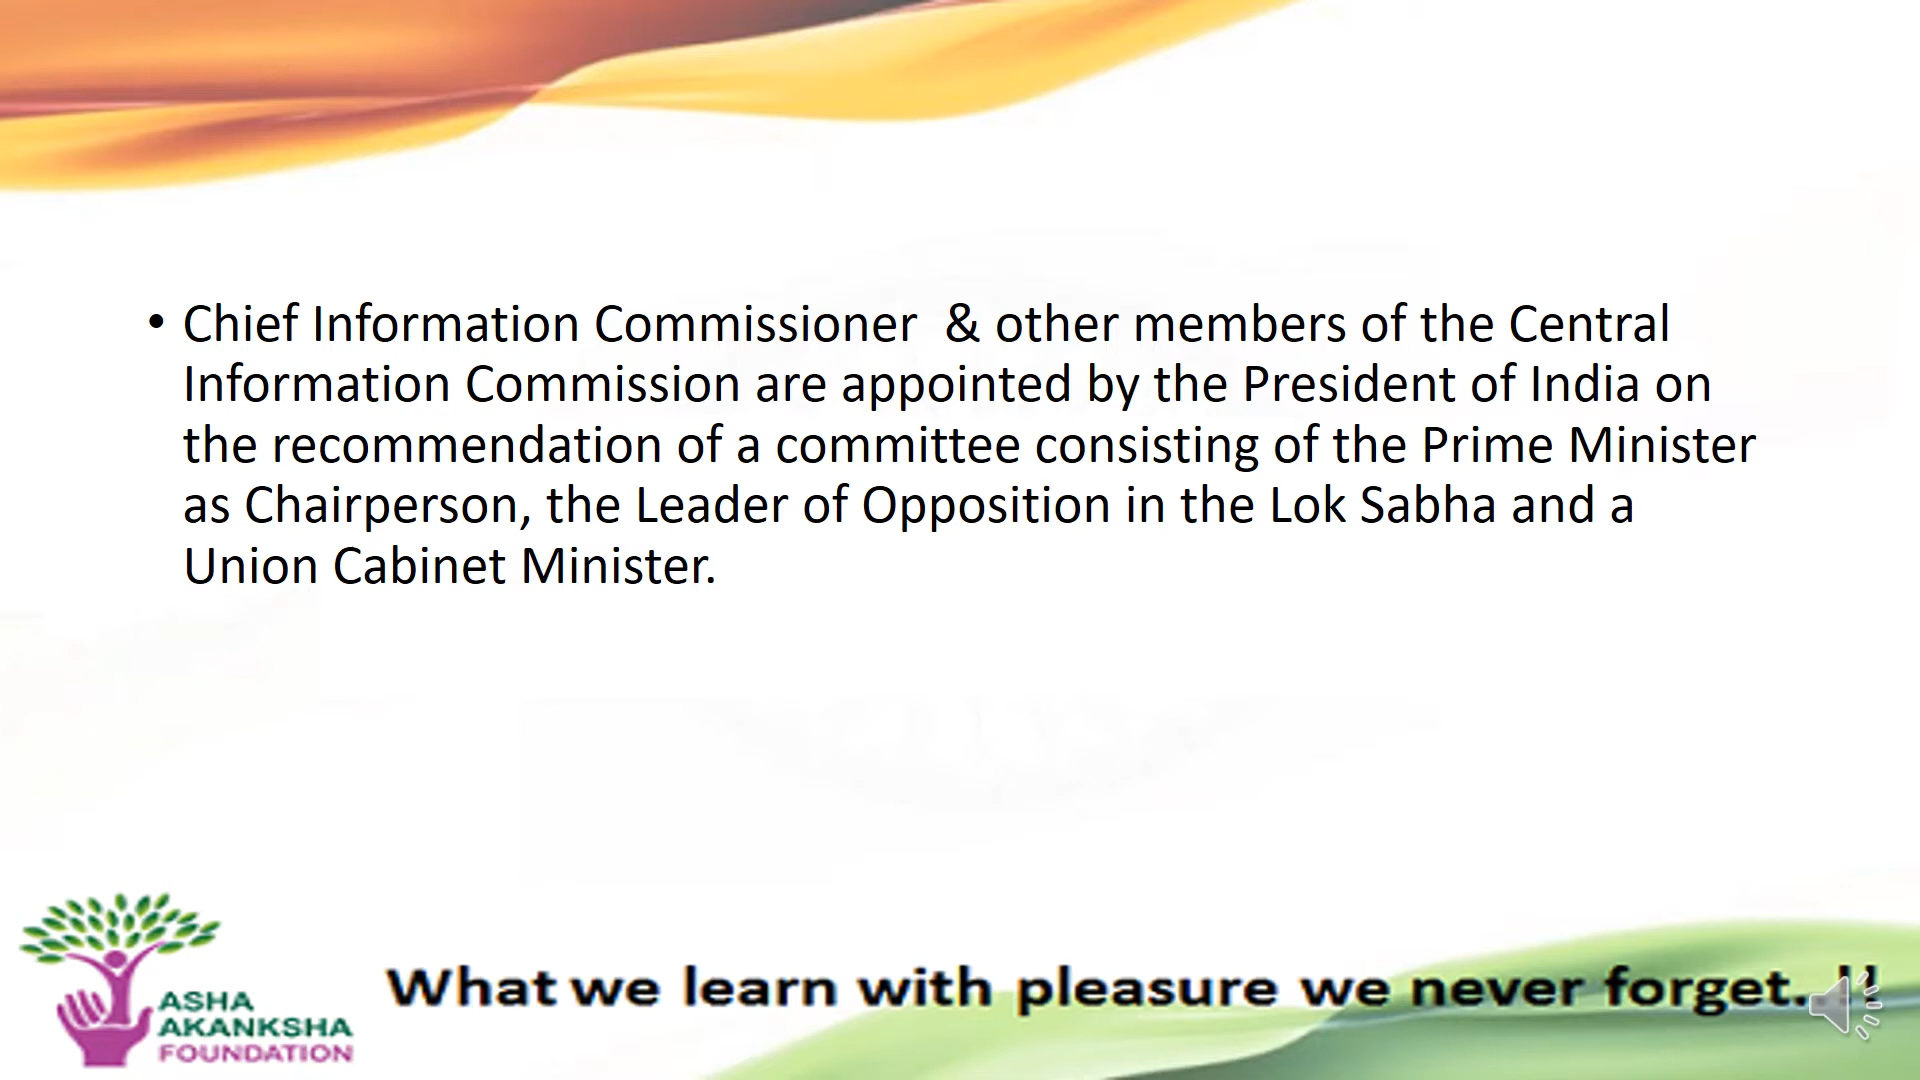 • Chief Information Commissioner  & other members of the Central
Information Commission are appointed by the President of India on
the recommendation of a committee consisting of the Prime Minister
as Chairperson, the Leader of Opposition in the Lok Sabha and a
Union Cabinet Minister.
What we learn with pleasure we never forget...!!
ASHA
AKANKSHA
FOUNDATION